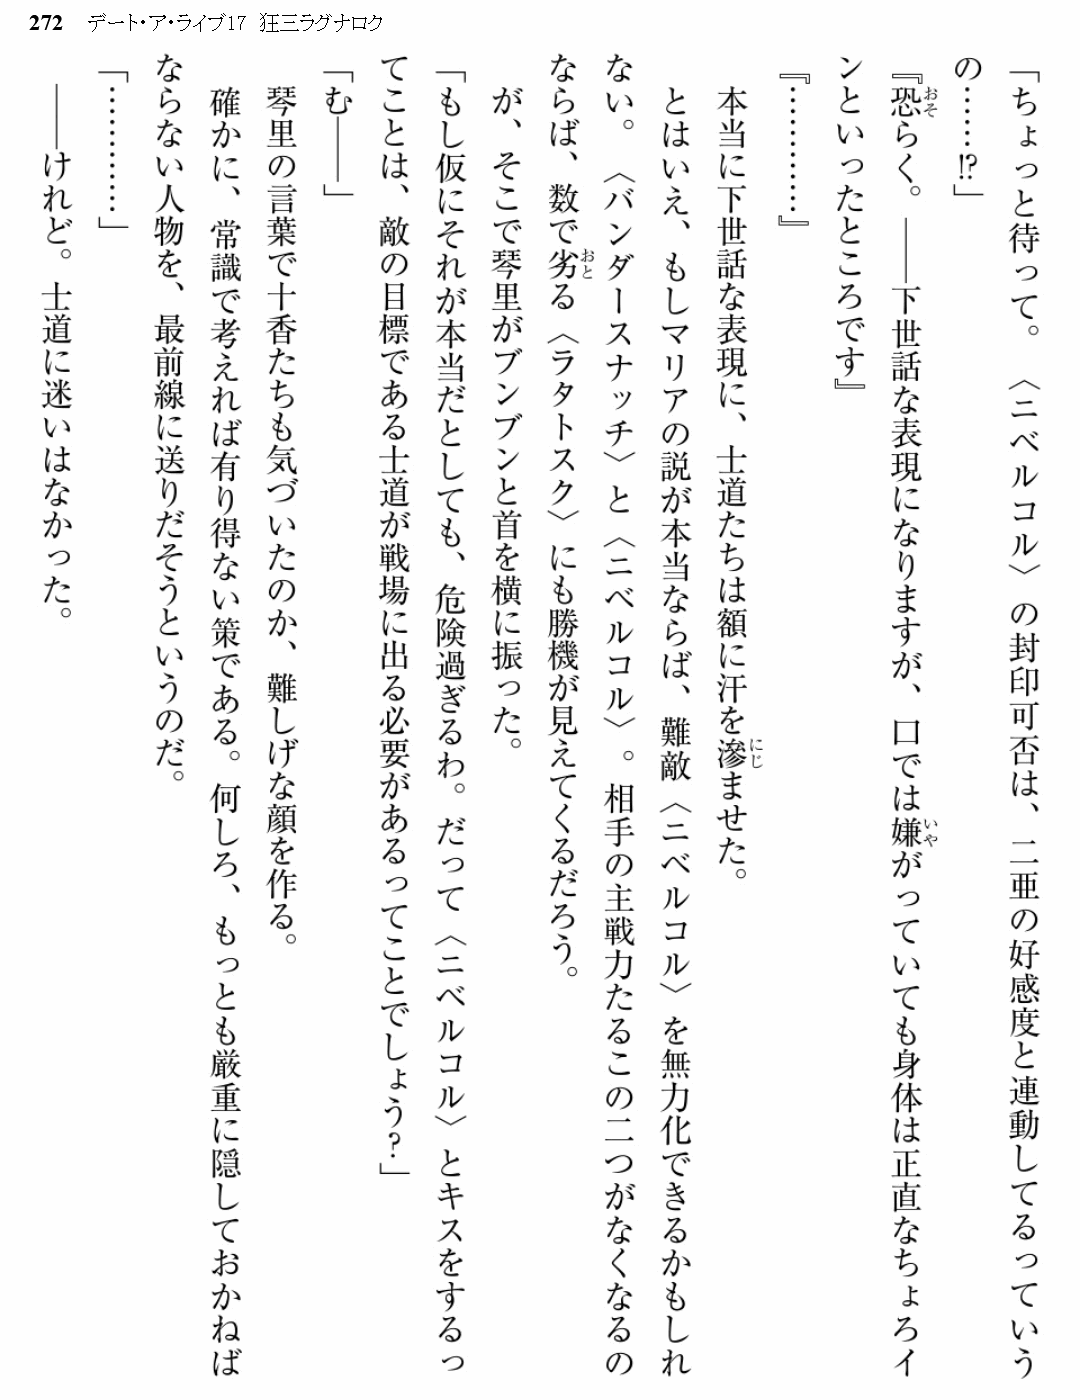 272 デート・ア・ライブ17 狂三ラグナロク
「ちょっと待って。〈ニベルコル〉の封印可否は、二亜の好感度と連動してるっていう
の……!?」
『恐らく。――下世話な表現になりますが、口では嫌がっていても身体は正直なちょろイ
ンといったところです』
『…………』
本当に下世話な表現に、士道たちは額に汗を滲ませた。
とはいえ、もしマリアの説が本当ならば、難敵〈ニベルコル〉を無力化できるかもしれ
ない。〈バンダースナッチ〉と〈ニベルコル〉。相手の主戦力たるこの二つがなくなるの
ならば、数で劣る〈ラタトスク〉にも勝機が見えてくるだろう。
が、そこで琴里がブンブンと首を横に振った。
「もし仮にそれが本当だとしても、危険過ぎるわ。だって〈ニベルコル〉とキスをするっ
てことは、敵の目標である士道が戦場に出る必要があるってことでしょう?」
「む――」
琴里の言葉で十香たちも気づいたのか、難しげな顔を作る。
確かに、常識で考えれば有り得ない策である。何しろ、もっとも厳重に隠しておかねば
ならない人物を、最前線に送りだそうというのだ。
「…………」
――けれど。士道に迷いはなかった。